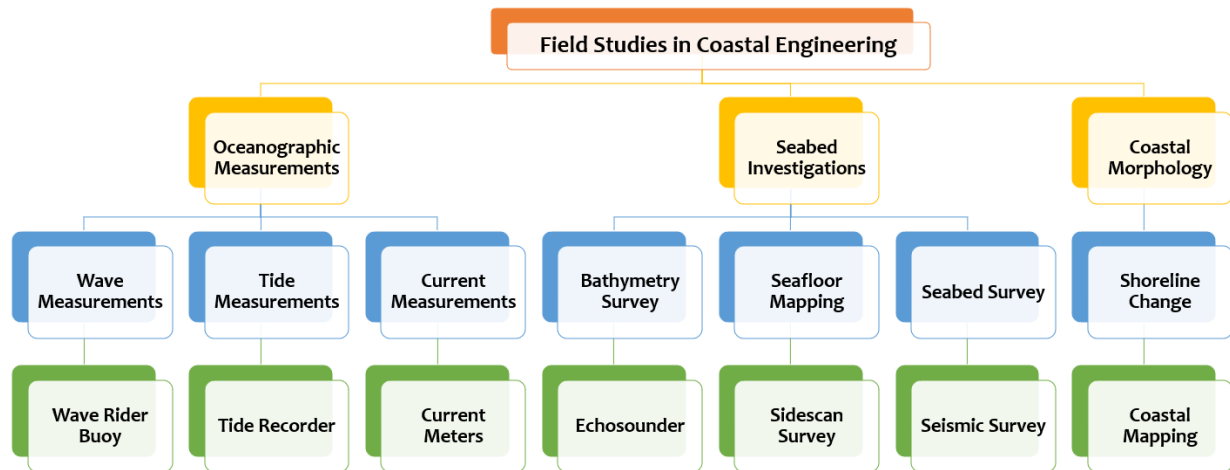 Field Studies in Coastal Engineering
Oceanographic
Measurements
Seabed
Investigations
Coastal
Morphology
Wave
Measurements
Tide
Measurements
Current
Measurements
Bathymetry
Survey
Seafloor
Mapping
Seabed Survey
Shoreline
Change
Wave Rider
Buoy
Tide Recorder
Current
Meters
Echosounder
Sidescan
Survey
Seismic Survey
Coastal
Mapping